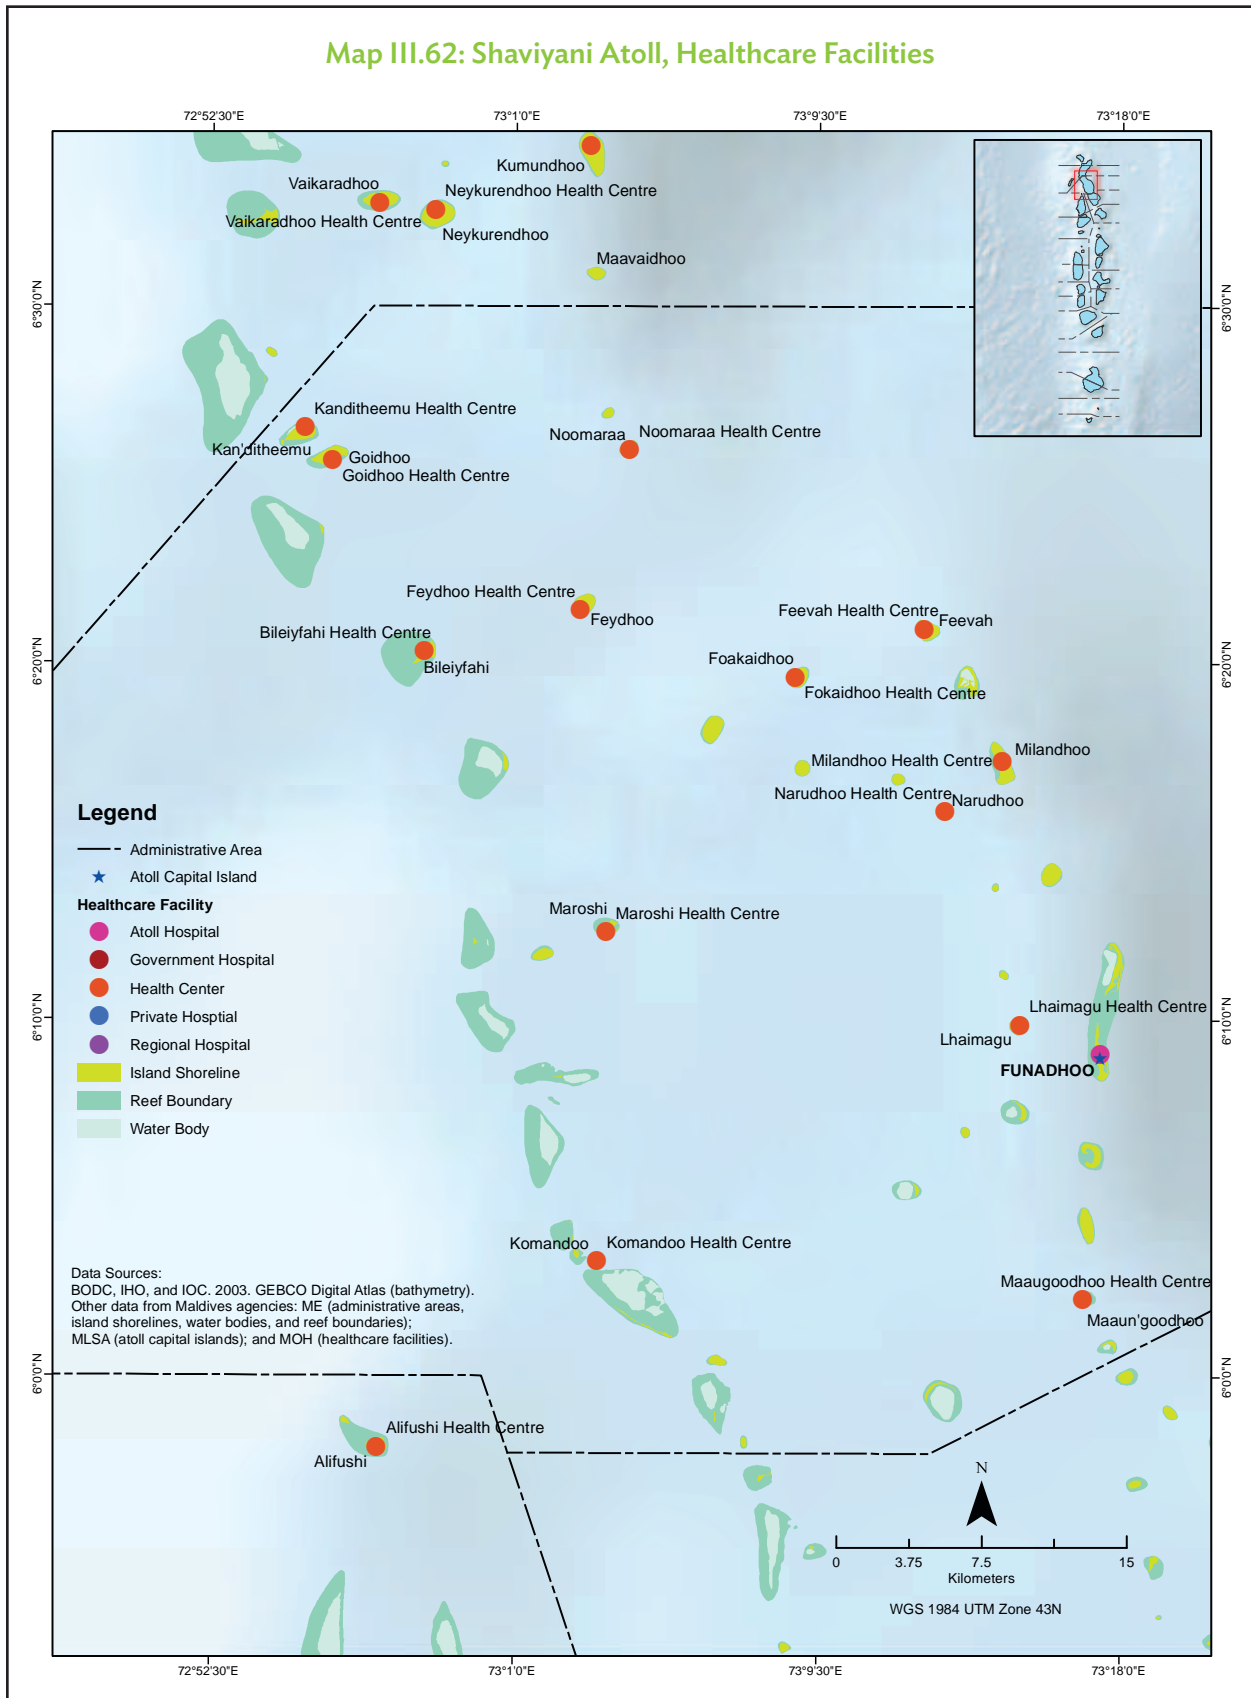 Map III.62: Shaviyani Atoll, Healthcare Facilities
72°52'30"E
73°1'0"E
73°9'30"E
73°18'0"E
Kumundhoo
Vaikaradhoo
Neykurendhoo Health Centre
Vaikaradhoo Health Centre
Neykurendhoo
Maavaidhoo
6°30'0"N
6°30'0"N
Kanditheemu Health Centre
Kan'ditheemu
Goidhoo
Goidhoo Health Centre
Noomaraa
Noomaraa Health Centre
Feydhoo Health Centre
Feydhoo
Feevah Health Centre
Feevah
Bileiyfahi Health Centre
Bileiyfahi
Foakaidhoo
Fokaidhoo Health Centre
6°20'0"N
6°20'0"N
Milandhoo
Milandhoo Health Centre
Narudhoo Health Centre
Narudhoo
Legend
Administrative Area
Atoll Capital Island
Healthcare Facility
Atoll Hospital
Government Hospital
Health Center
Private Hosptial
Regional Hospital
Island Shoreline
Reef Boundary
Water Body
Maroshi
Maroshi Health Centre
6°10'0"N
6°10'0"N
Lhaimagu Health Centre
Lhaimagu
FUNADHOO
Komandoo
Komandoo Health Centre
Maaugoodhoo Health Centre
Maaun'goodhoo
Data Sources:
BODC, IHO, and IOC. 2003. GEBCO Digital Atlas (bathymetry).
Other data from Maldives agencies: ME (administrative areas,
island shorelines, water bodies, and reef boundaries);
MLSA (atoll capital islands); and MOH (healthcare facilities).
6°0'0"N
6°0'0"N
Alifushi Health Centre
Alifushi
N
0
3.75
7.5
15
Kilometers
WGS 1984 UTM Zone 43N
72°52'30"E
73°1'0"E
73°9'30"E
73°18'0"E